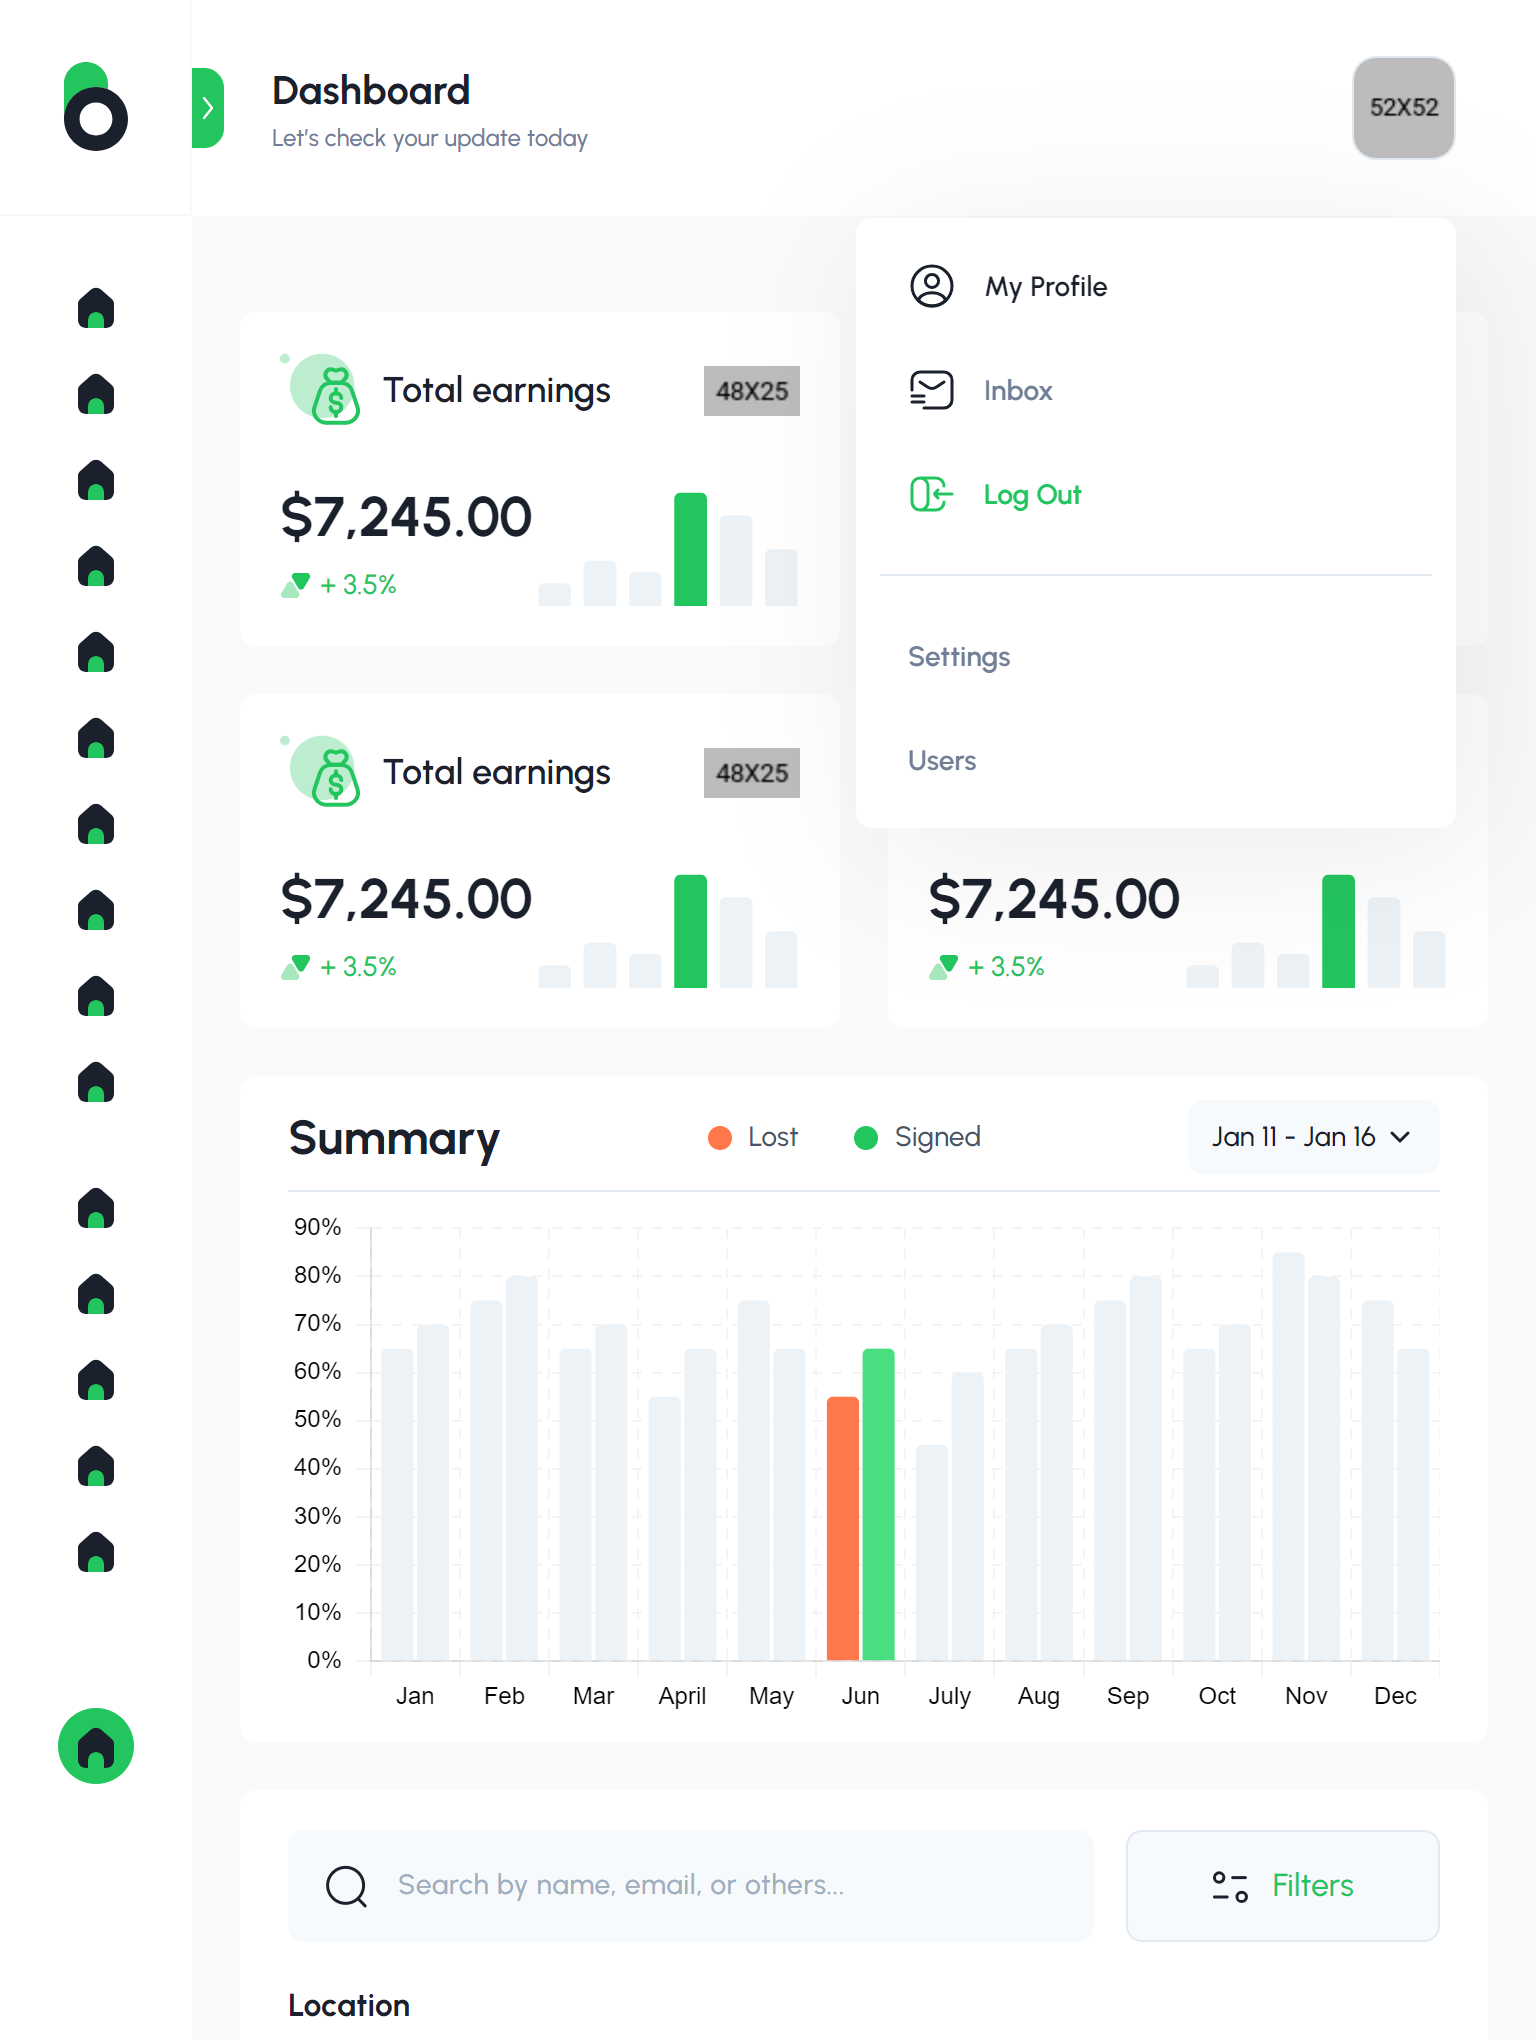 Dashboard
Let's check your update today
52X52
My Profile
Inbox
Log Out
Settings
Users
Total earnings
48X25
$7,245.00
+ 3.5%
Total earnings
48X25
$7,245.00
+ 3.5%
$7,245.00
+ 3.5%
Summary
Lost
Signed
Jan 11 - Jan 16
90%
80%
70%
60%
50%
40%
30%
20%
10%
0%
Jan Feb Mar April May Jun July Aug Sep Oct Nov Dec
Search by name, email, or others...
Filters
Location